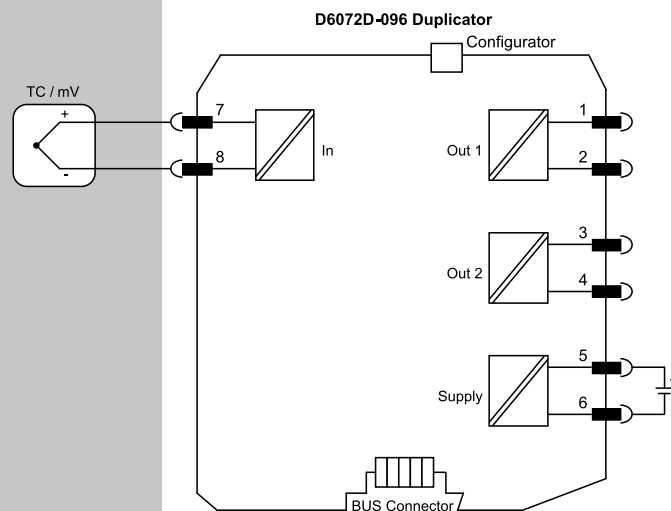 D6072D-096 Duplicator
Configurator
TC / mV
+
-
7
8
In
Out 1
1
2
Out 2
3
4
Supply
5
6
BUS Connector